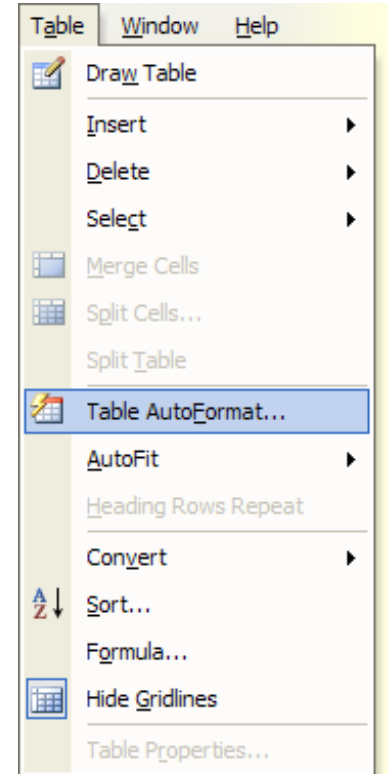 Table Window Help
Draw Table
Insert
Delete
Select
Merge Cells
Split Cells...
Split Table
Table AutoFormat...
AutoFit
Heading Rows Repeat
Convert
Sort...
Formula...
Hide Gridlines
Table Properties...